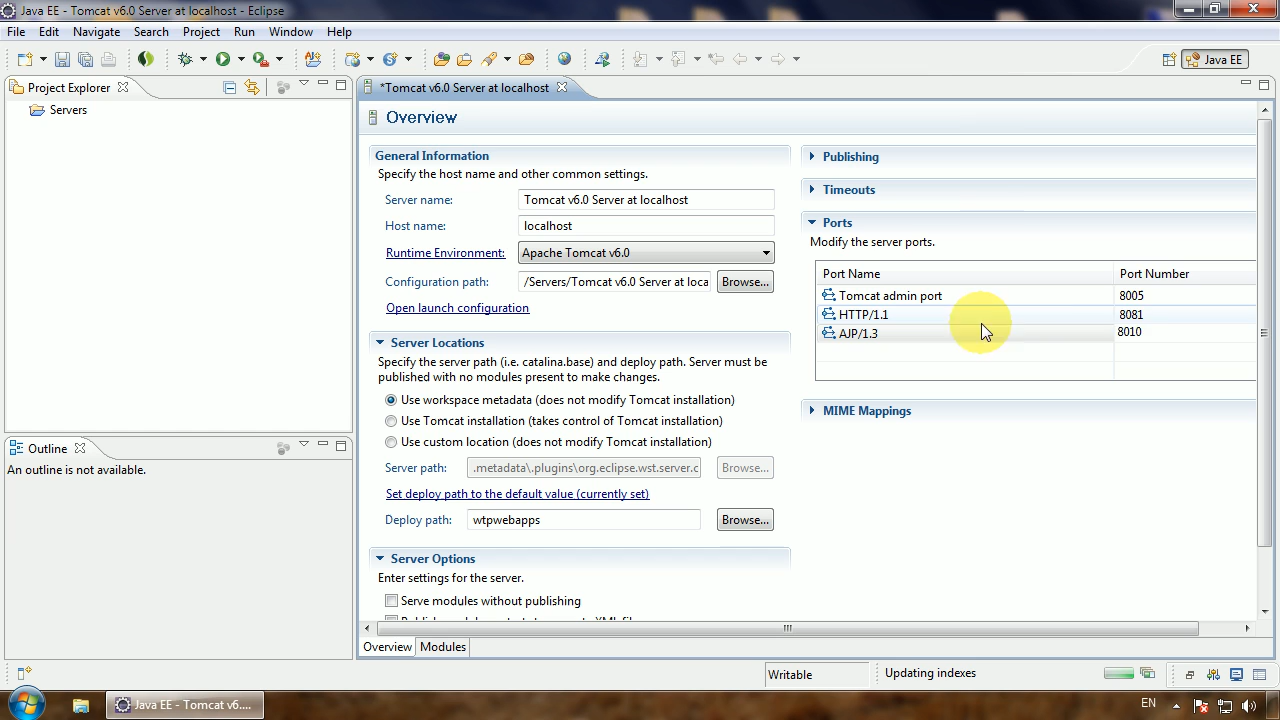 Java EE - Tomcat v6.0 Server at localhost - Eclipse
File Edit Navigate Search Project Run Window Help
Java EE
Project Explorer
Servers
Outline
An outline is not available.
*Tomcat v6.0 Server at localhost
Overview
General Information
Specify the host name and other common settings.
Server name: Tomcat v6.0 Server at localhost
Host name: localhost
Runtime Environment: Apache Tomcat v6.0
Configuration path: /Servers/Tomcat v6.0 Server at loca Browse...
Open launch configuration
Server Locations
Specify the server path (i.e. catalina.base) and deploy path. Server must be
published with no modules present to make changes.
Use workspace metadata (does not modify Tomcat installation)
Use Tomcat installation (takes control of Tomcat installation)
Use custom location (does not modify Tomcat installation)
Server path: .metadata\.plugins\org.eclipse.wst.server.c Browse...
Set deploy path to the default value (currently set)
Deploy path: wtpwebapps Browse...
Server Options
Enter settings for the server.
Serve modules without publishing
Publishing
Timeouts
Ports
Modify the server ports.
Port Name Port Number
Tomcat admin port 8005
HTTP/1.1 8081
AJP/1.3 8010
MIME Mappings
Overview Modules
Writable
Updating indexes
Java EE - Tomcat v6....
EN